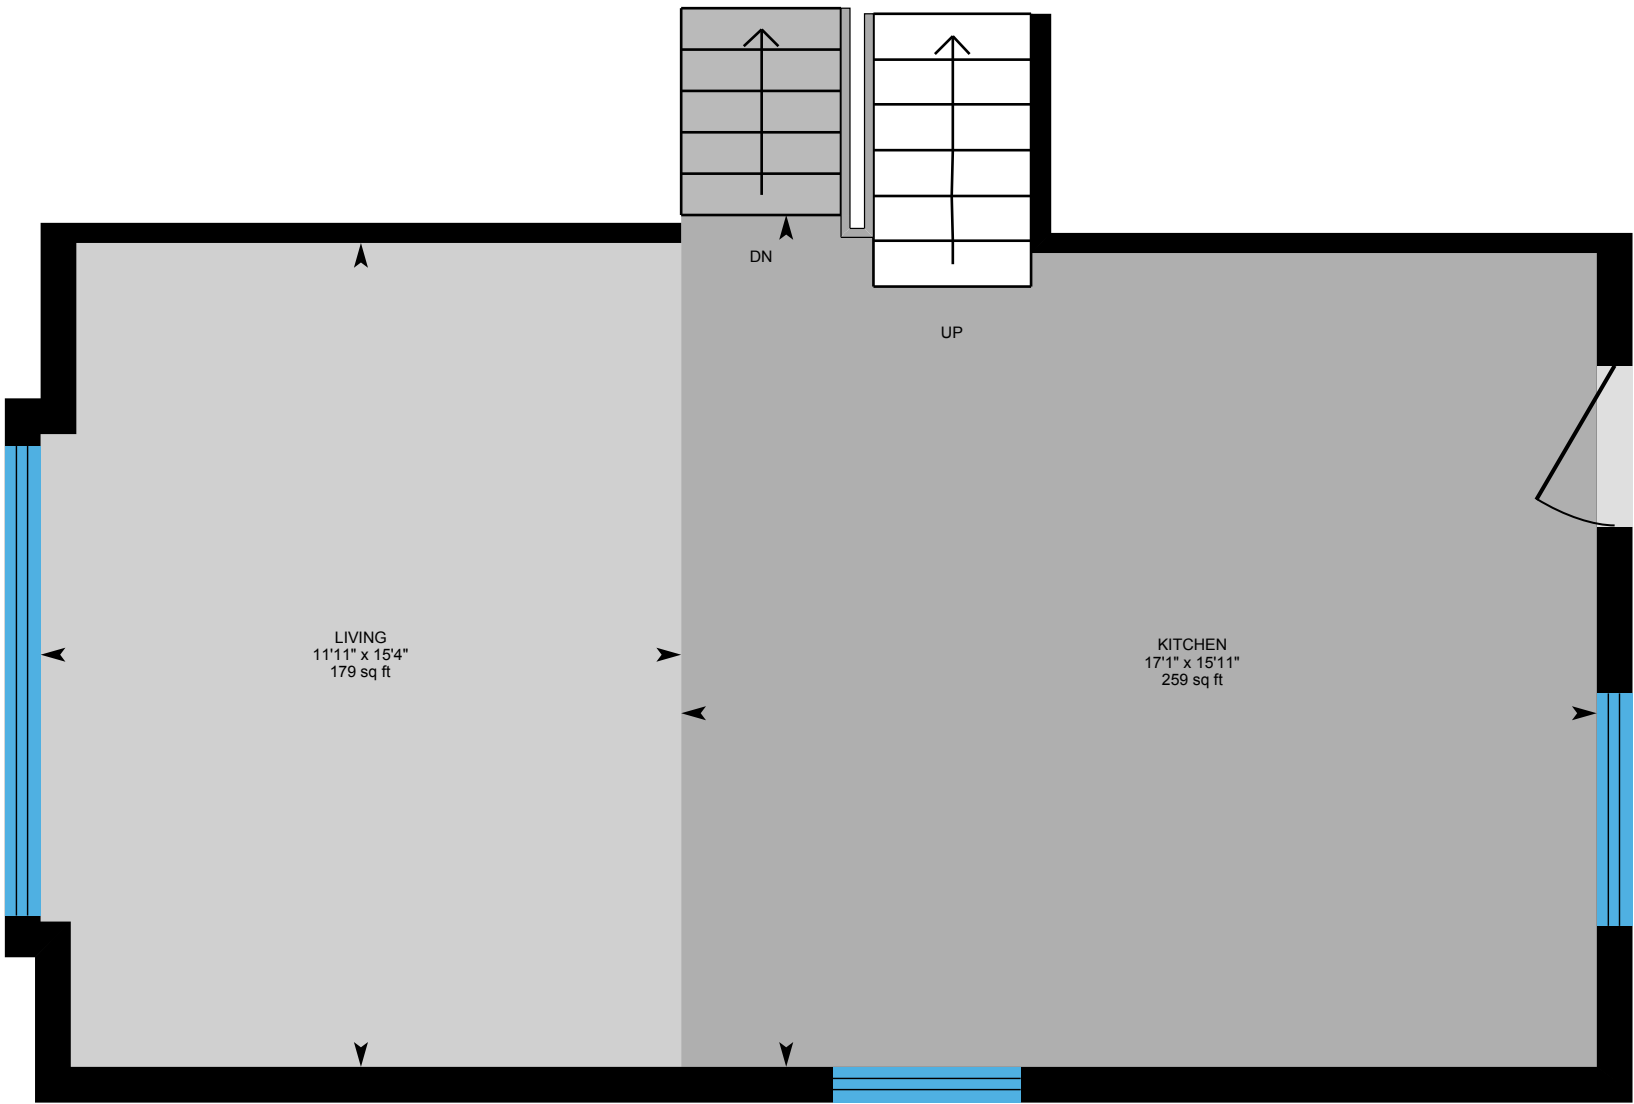 DN
UP
LIVING
11'11" x 15'4"
179 sq ft
KITCHEN
17'1" x 15'11"
259 sq ft